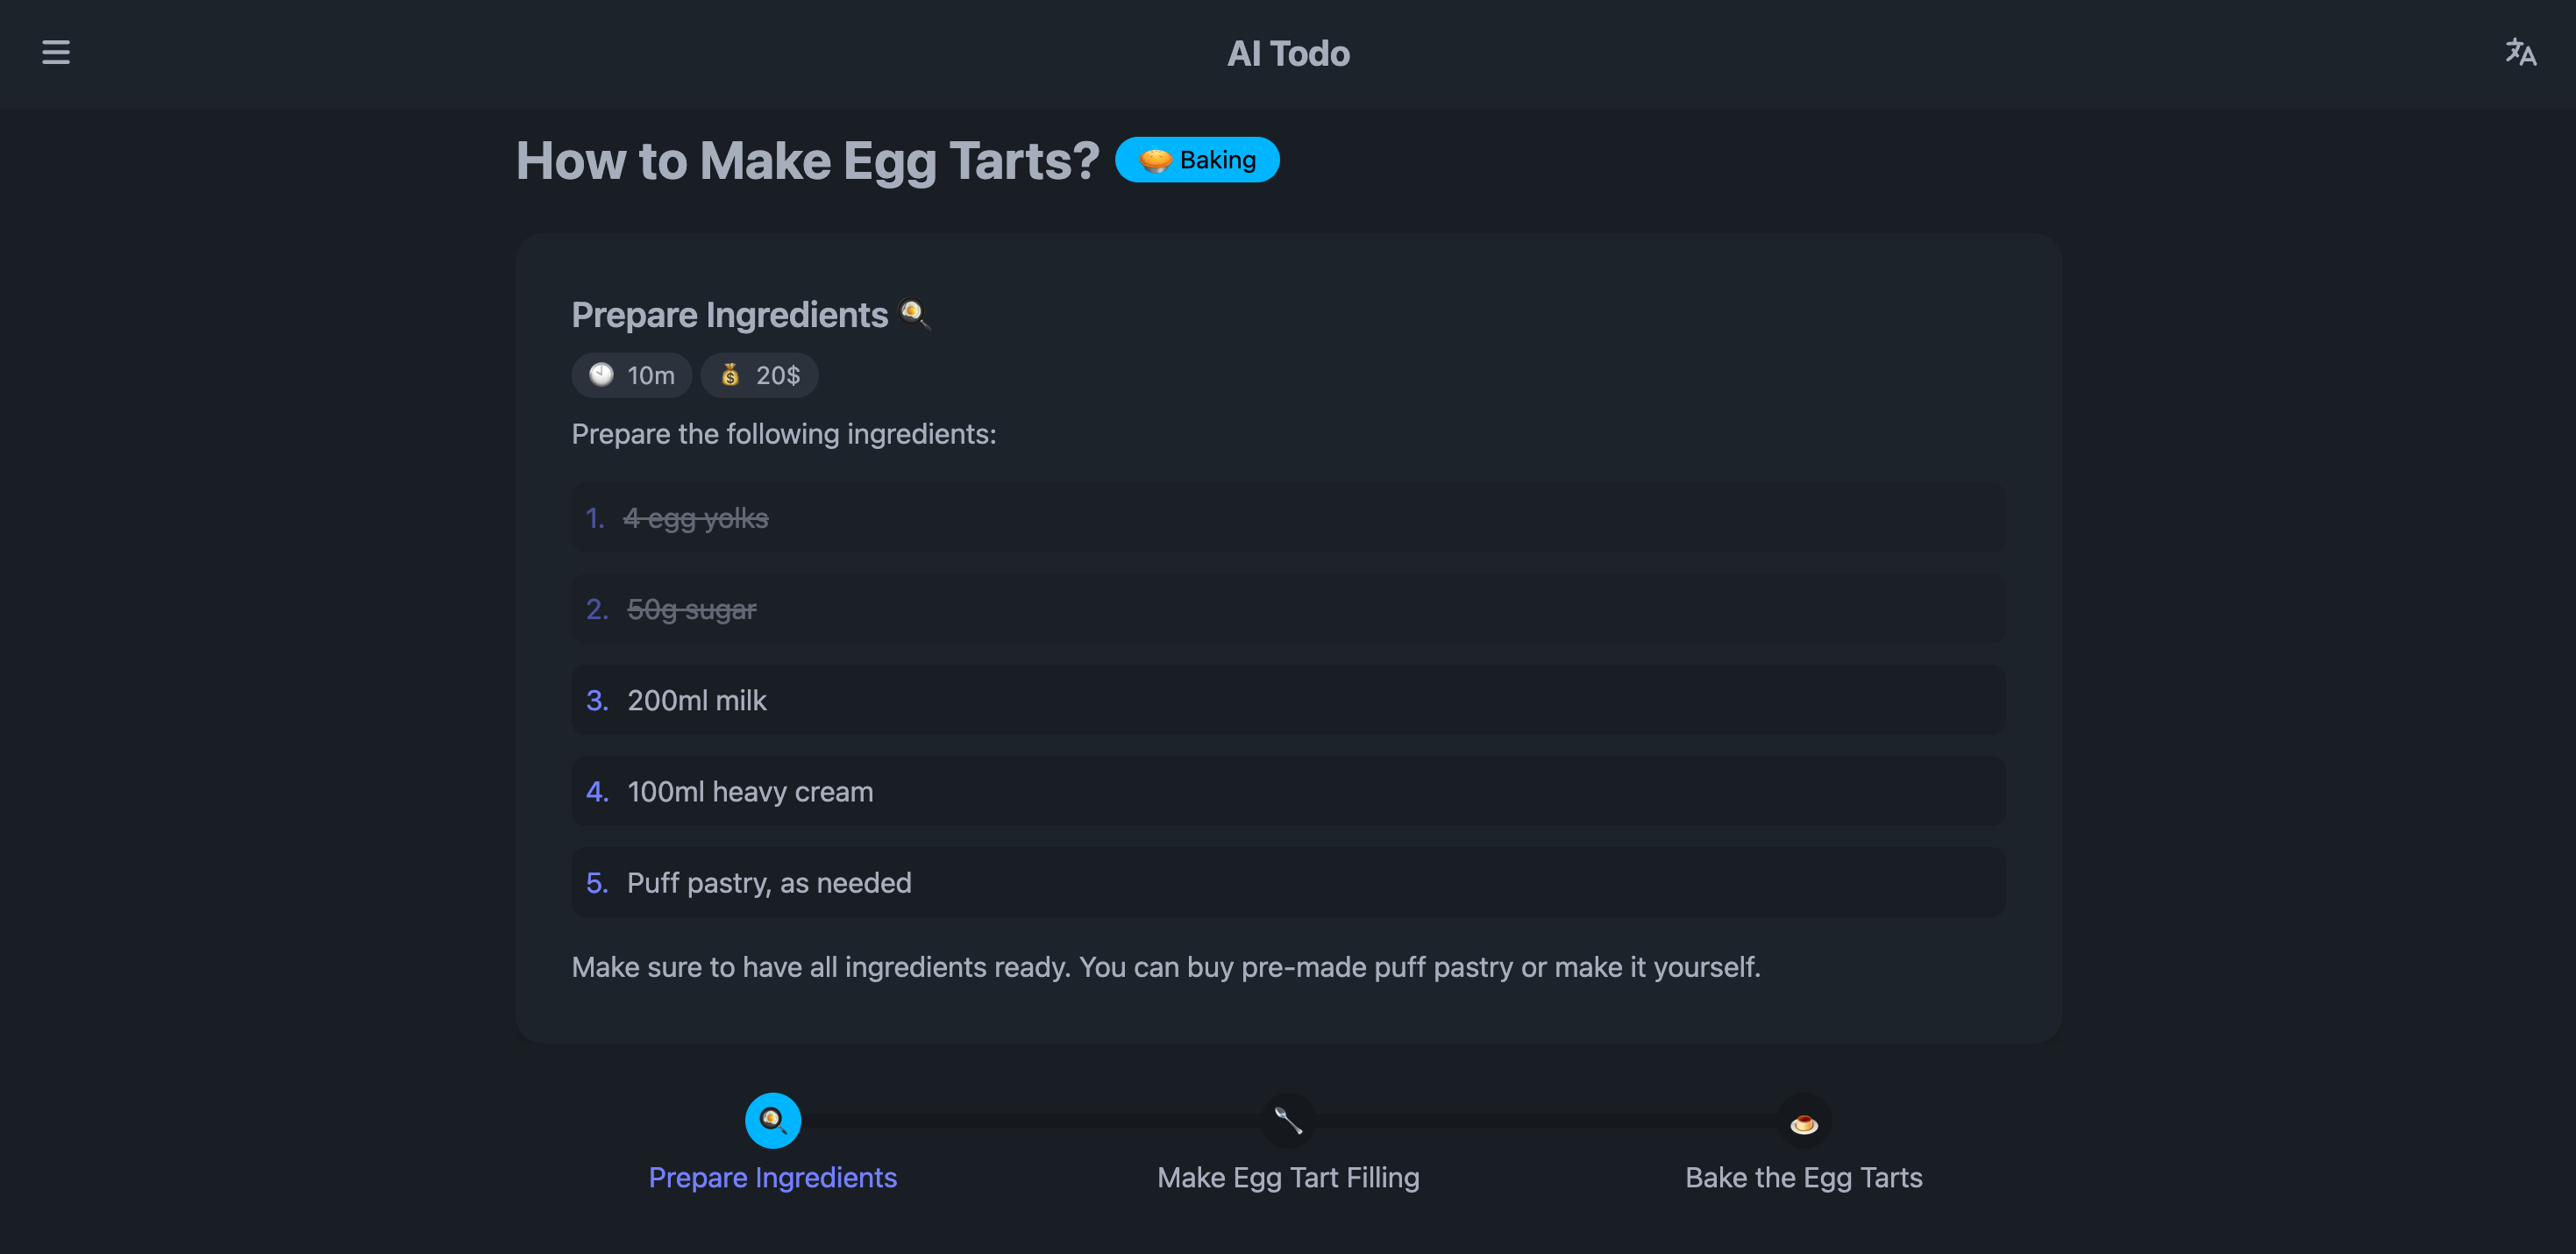 AI Todo
How to Make Egg Tarts? Baking
Prepare Ingredients
10m 20$
Prepare the following ingredients:
1. 4 egg yolks
2. 50g sugar
3. 200ml milk
4. 100ml heavy cream
5. Puff pastry, as needed
Make sure to have all ingredients ready. You can buy pre-made puff pastry or make it yourself.
Prepare Ingredients
Make Egg Tart Filling
Bake the Egg Tarts